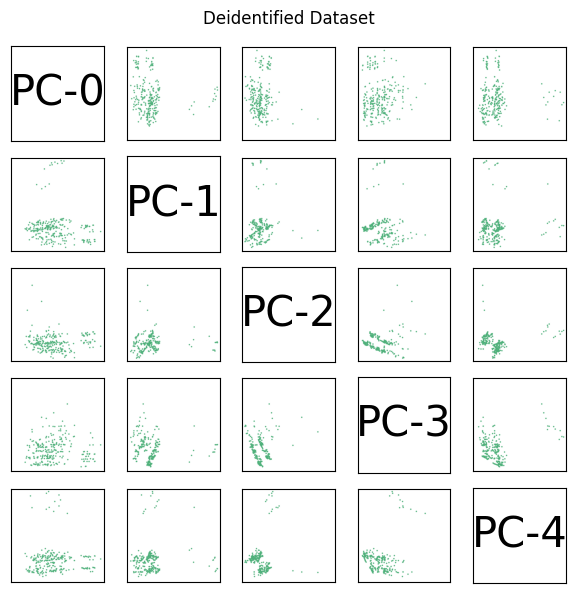 Deidentified Dataset
PC-0
PC-1
PC-2
PC-3
PC-4